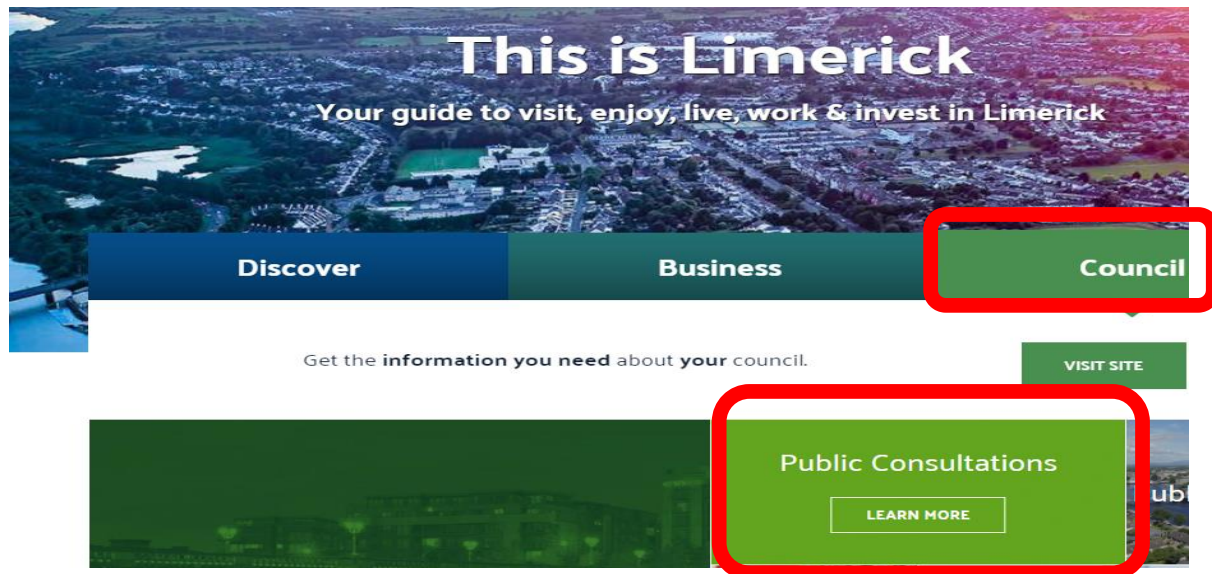 This is Limerick
Your guide to visit, enjoy, live, work & invest in Limerick
Discover Business Council
Get the information you need about your council.
VISIT SITE
Public Consultations
LEARN MORE